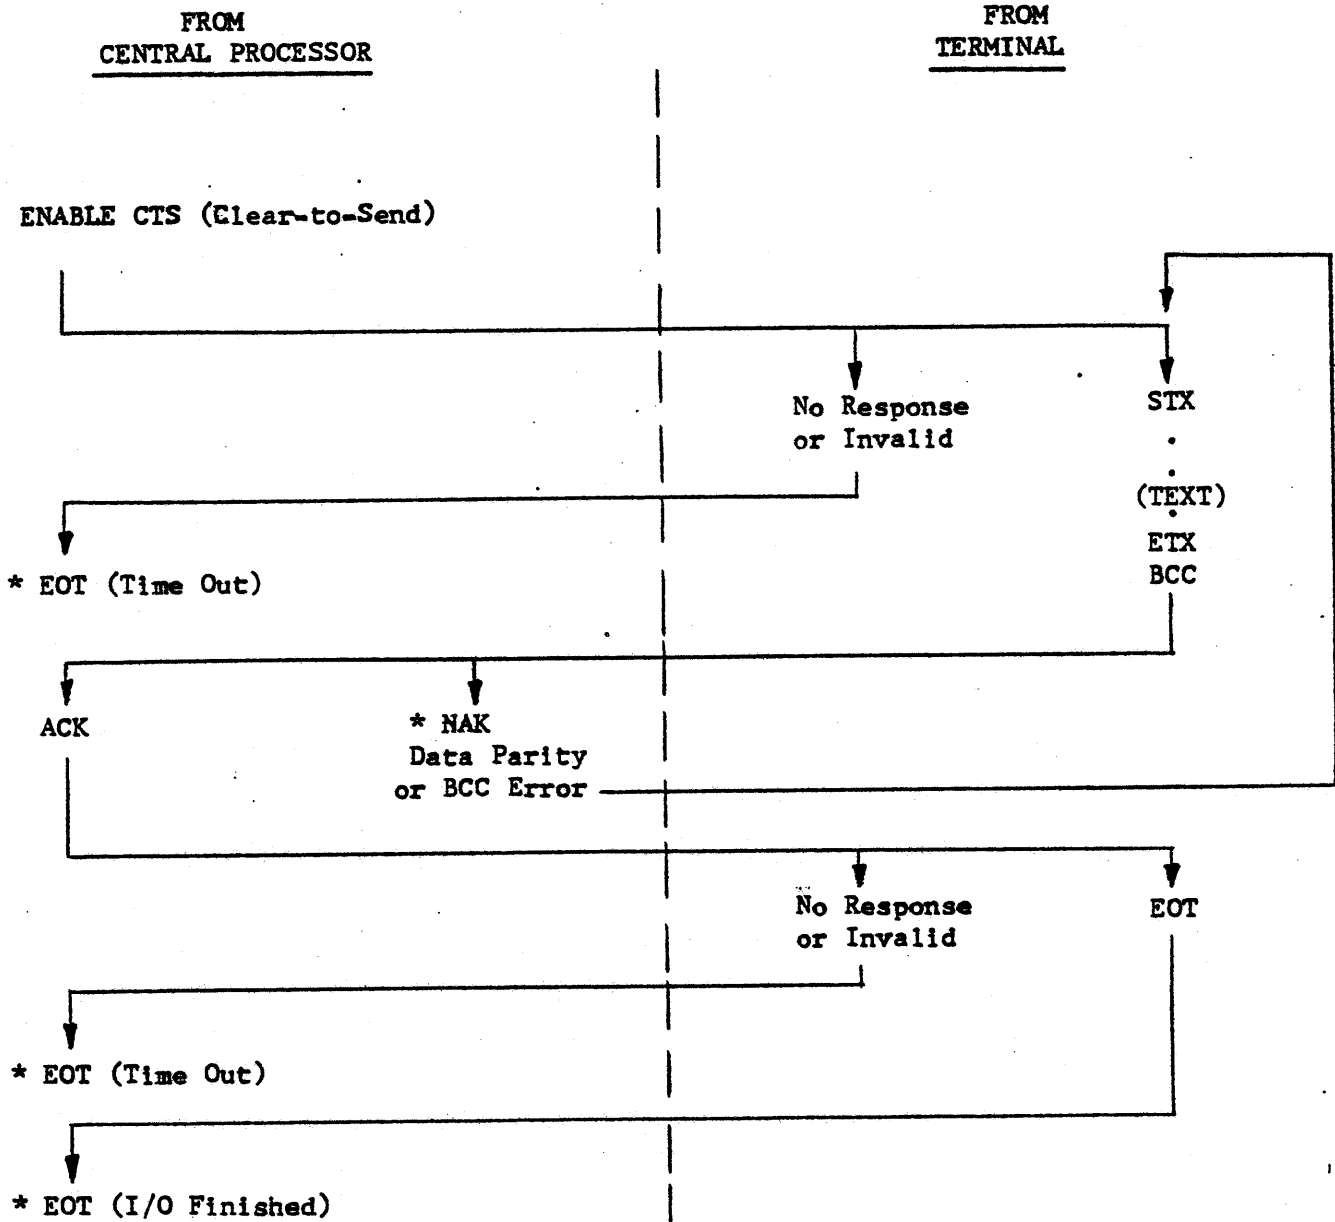 FROM
CENTRAL PROCESSOR
FROM
TERMINAL
ENABLE CTS (Clear-to-Send)
No Response
or Invalid
STX
.
.
(TEXT)
.
ETX
BCC
* EOT (Time Out)
ACK
* NAK
Data Parity
or BCC Error
No Response
or Invalid
EOT
* EOT (Time Out)
* EOT (I/O Finished)